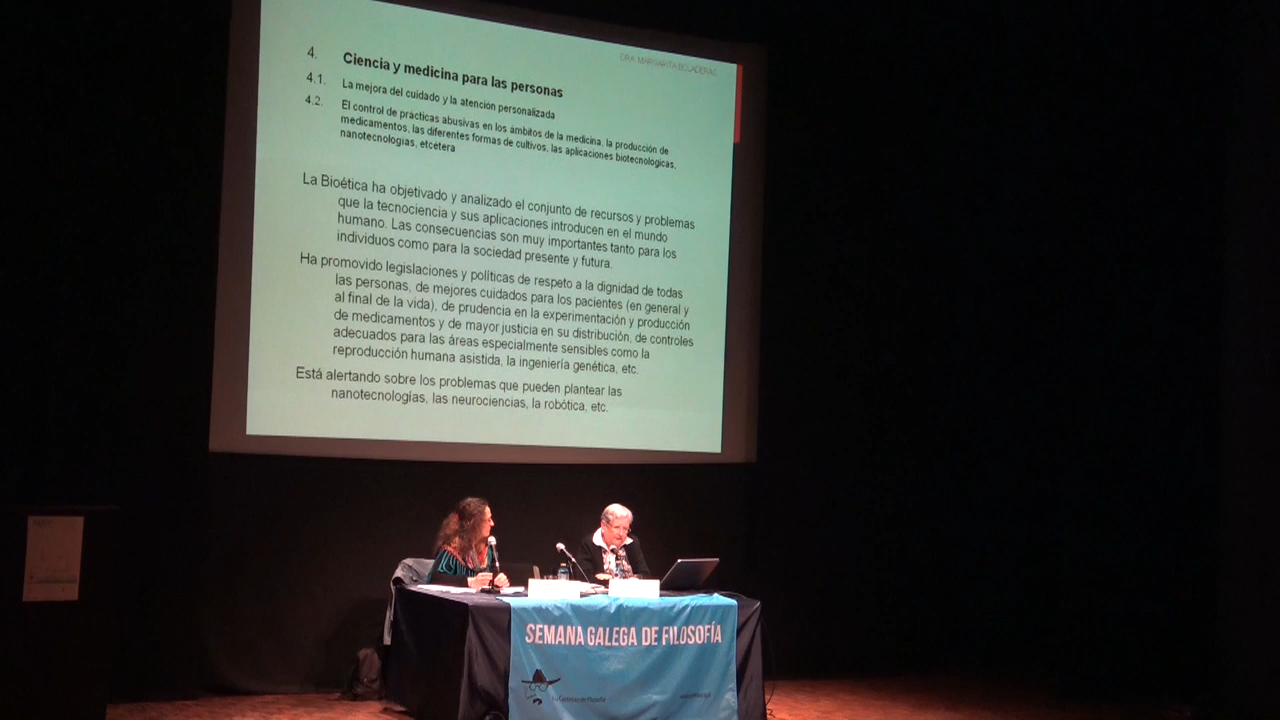 DRA. MARGARITA BOLADERAS
4. Ciencia y medicina para las personas
4.1. La mejora del cuidado y la atención personalizada
4.2. El control de prácticas abusivas en los ámbitos de la medicina, la producción de
medicamentos, las diferentes formas de cultivos, las aplicaciones biotecnológicas,
nanotecnologías, etcétera
La Bioética ha objetivado y analizado el conjunto de recursos y problemas
que la tecnociencia y sus aplicaciones introducen en el mundo
humano. Las consecuencias son muy importantes tanto para los
individuos como para la sociedad presente y futura.
Ha promovido legislaciones y políticas de respeto a la dignidad de todas
las personas, de mejores cuidados para los pacientes (en general y
al final de la vida), de prudencia en la experimentación y producción
de medicamentos y de mayor justicia en su distribución, de controles
adecuados para las áreas especialmente sensibles como la
reproducción humana asistida, la ingeniería genética, etc.
Está alertando sobre los problemas que pueden plantear las
nanotecnologías, las neurociencias, la robótica, etc.
SEMANA GALEGA DE FILOSOFÍA
de Filosofía